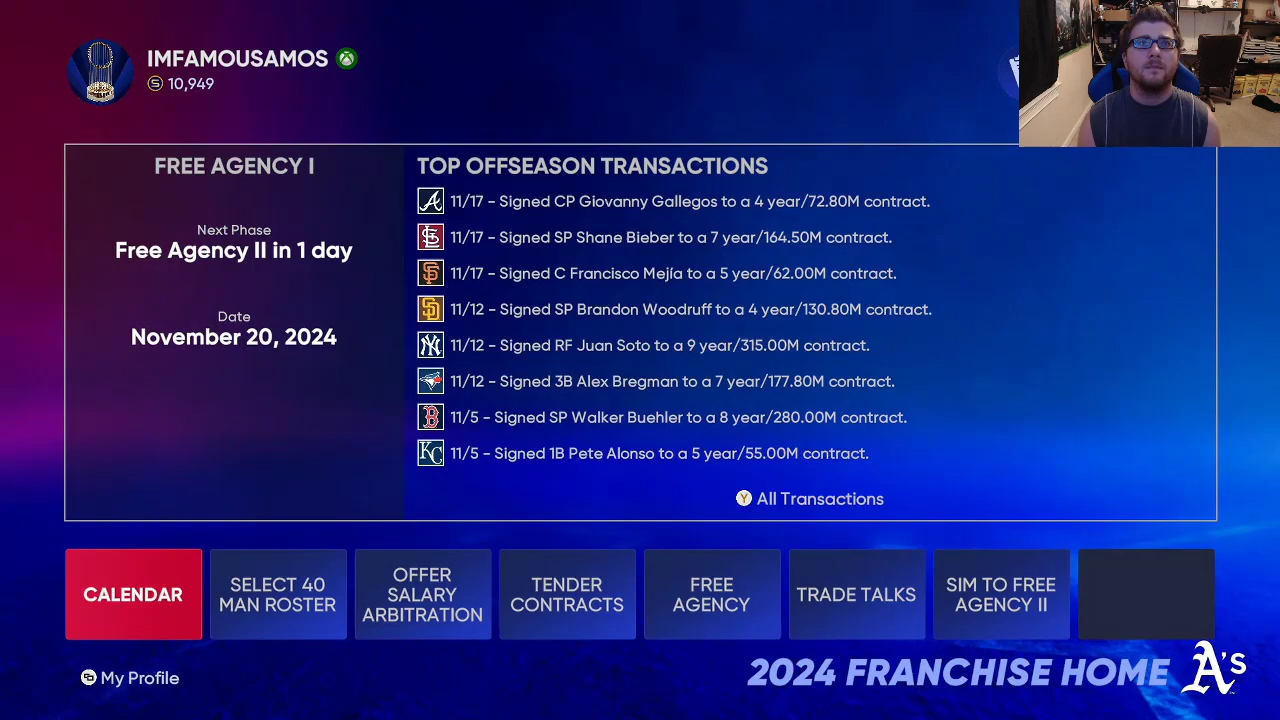 IMFAMOUSAMOS
S 10,949
FREE AGENCY I
Next Phase
Free Agency II in 1 day
Date
November 20, 2024
TOP OFFSEASON TRANSACTIONS
11/17 - Signed CP Giovanny Gallegos to a 4 year/72.80M contract.
11/17 - Signed SP Shane Bieber to a 7 year/164.50M contract.
11/17 - Signed C Francisco Mejía to a 5 year/62.00M contract.
11/12 - Signed SP Brandon Woodruff to a 4 year/130.80M contract.
11/12 - Signed RF Juan Soto to a 9 year/315.00M contract.
11/12 - Signed 3B Alex Bregman to a 7 year/177.80M contract.
11/5 - Signed SP Walker Buehler to a 8 year/280.00M contract.
11/5 - Signed 1B Pete Alonso to a 5 year/55.00M contract.
Y All Transactions
CALENDAR
SELECT 40
MAN ROSTER
OFFER
SALARY
ARBITRATION
TENDER
CONTRACTS
FREE
AGENCY
TRADE TALKS
SIM TO FREE
AGENCY II
My Profile
2024 FRANCHISE HOME A's